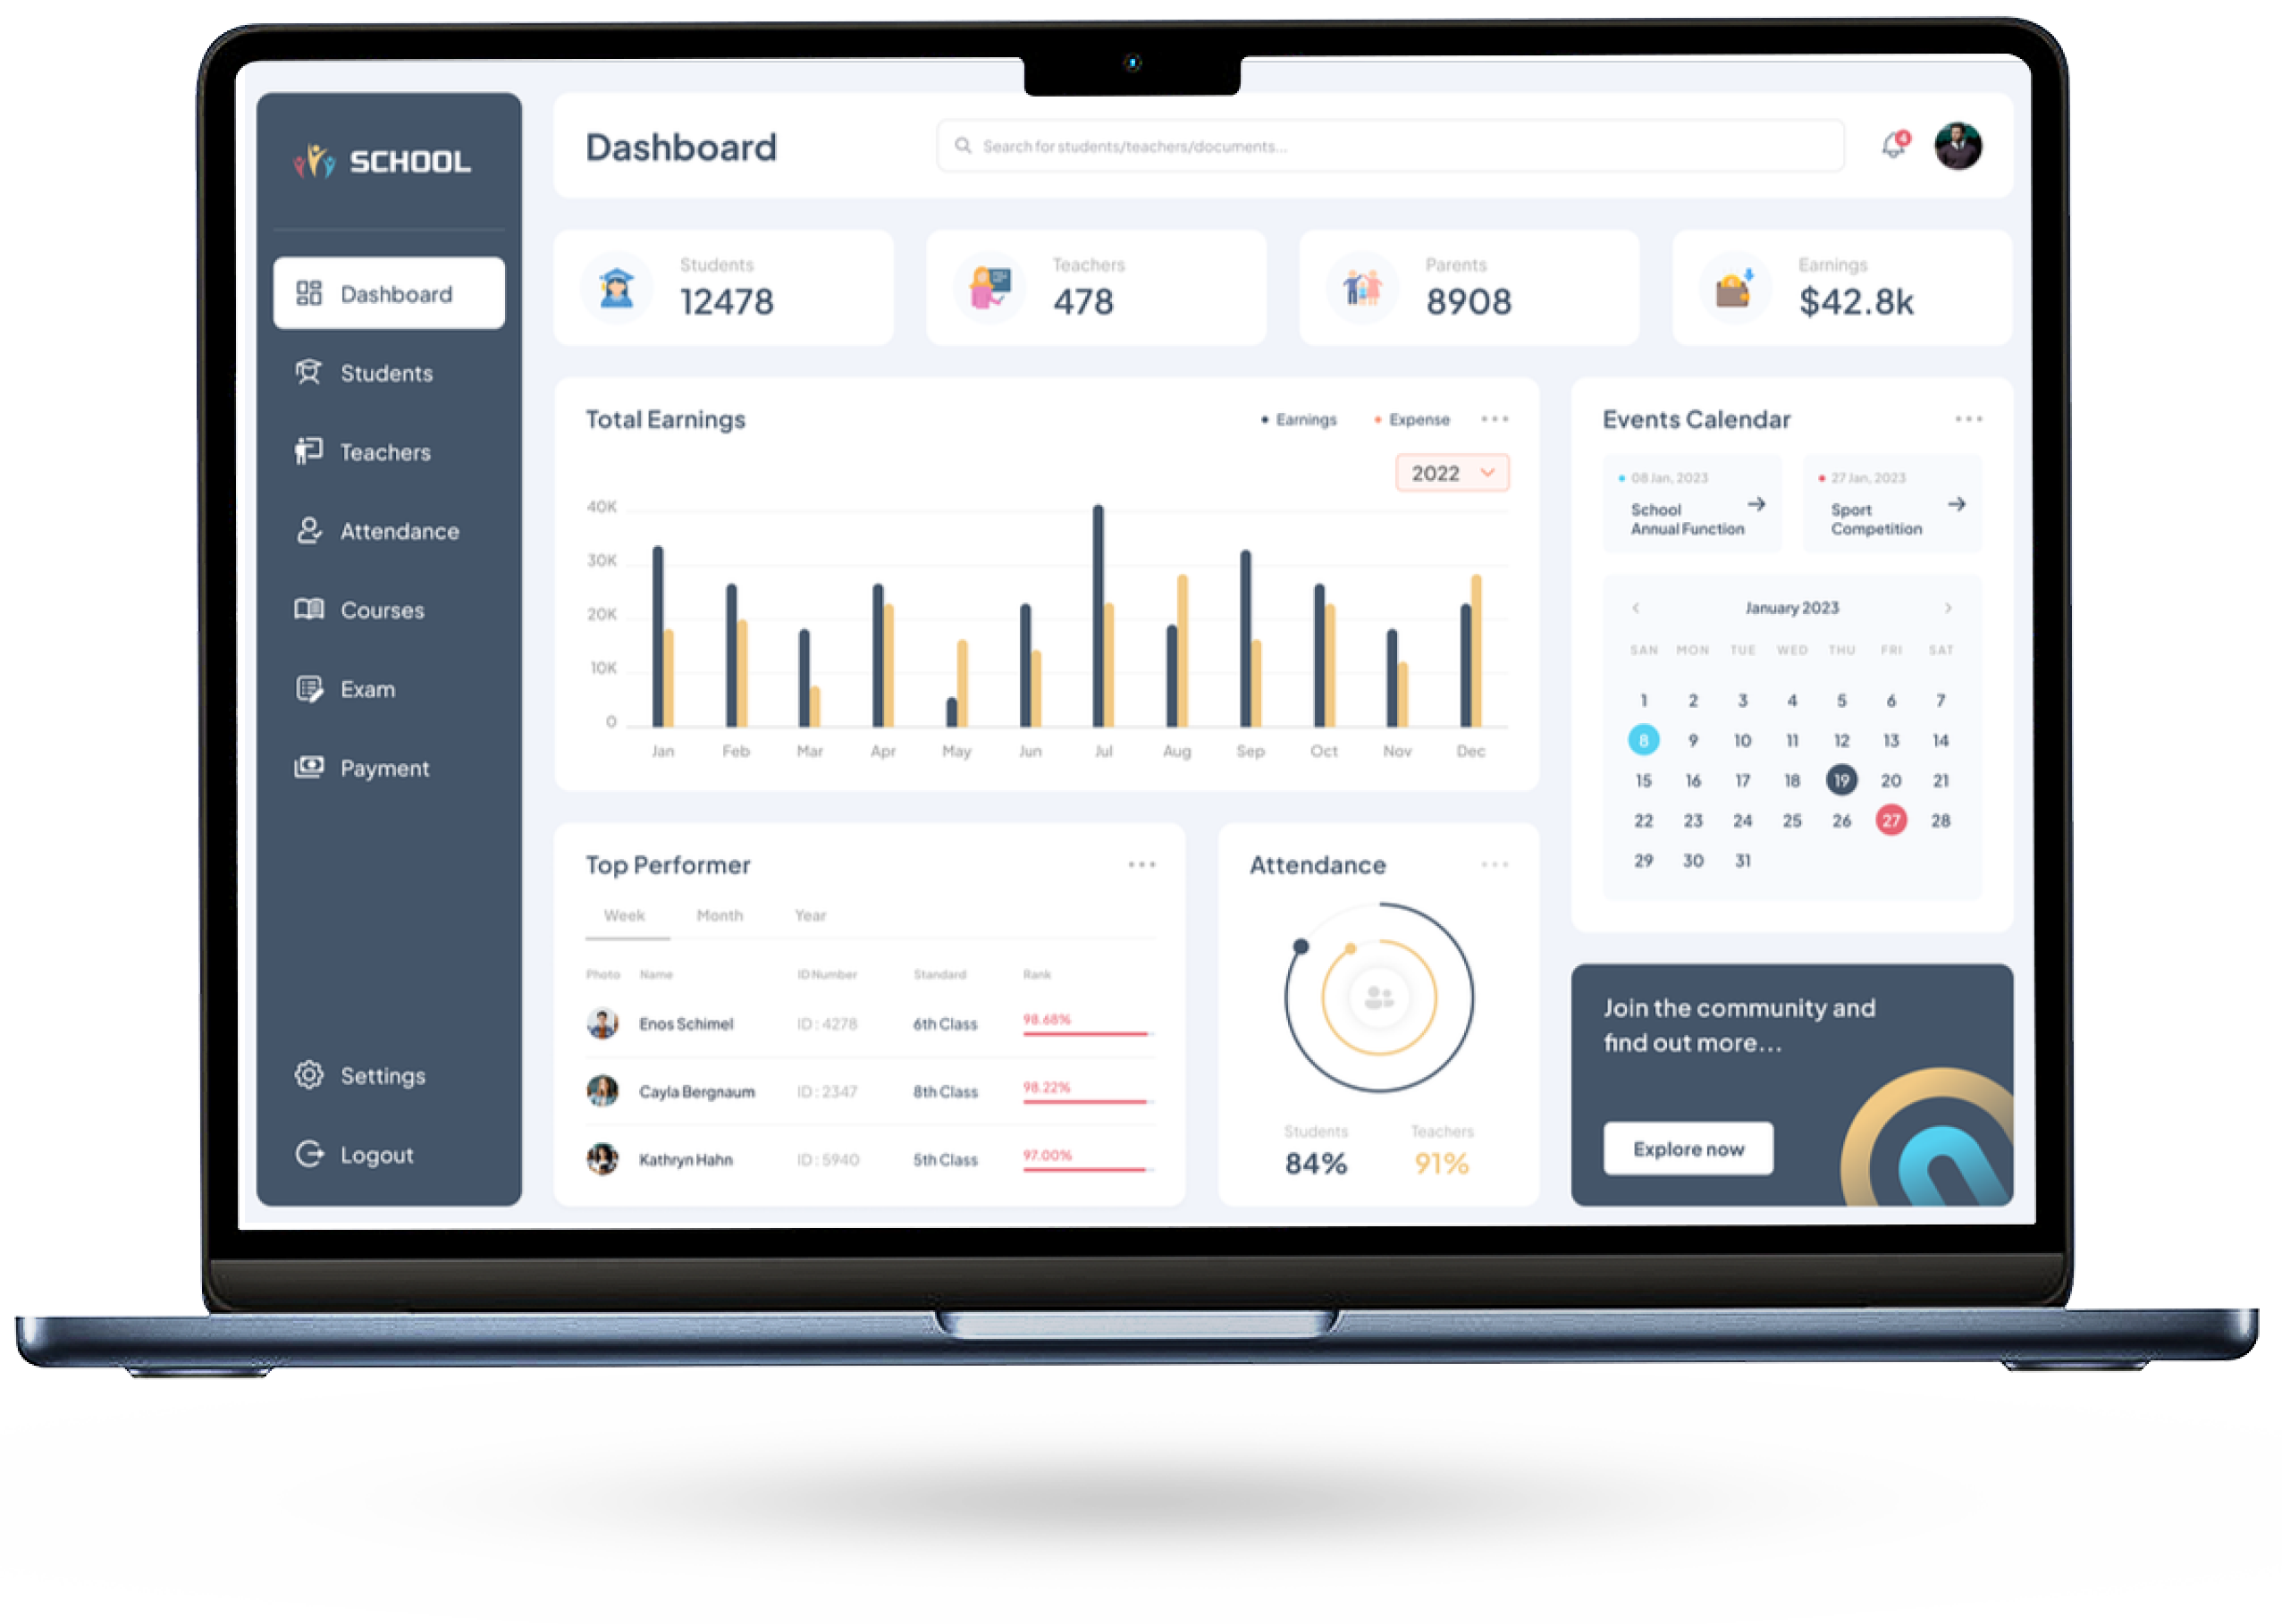 SCHOOL
Dashboard
Students
Teachers
Attendance
Courses
Exam
Payment
Settings
Logout
Dashboard
Search for students/teachers/documents...
4
Students
12478
Teachers
478
Parents
8908
Earnings
$42.8k
Total Earnings
Earnings Expense
2022
40K
30K
20K
10K
0
Jan Feb Mar Apr May Jun Jul Aug Sep Oct Nov Dec
Events Calendar
08 Jan, 2023
School
Annual Function
27 Jan, 2023
Sport
Competition
January 2023
SAN MON TUE WED THU FRI SAT
1 2 3 4 5 6 7
8 9 10 11 12 13 14
15 16 17 18 19 20 21
22 23 24 25 26 27 28
29 30 31
Top Performer
Week Month Year
Photo Name ID Number Standard Rank
Enos Schimel ID : 4278 6th Class 98.68%
Cayla Bergnaum ID : 2347 8th Class 98.22%
Kathryn Hahn ID : 5940 5th Class 97.00%
Attendance
Students
84%
Teachers
91%
Join the community and
find out more...
Explore now